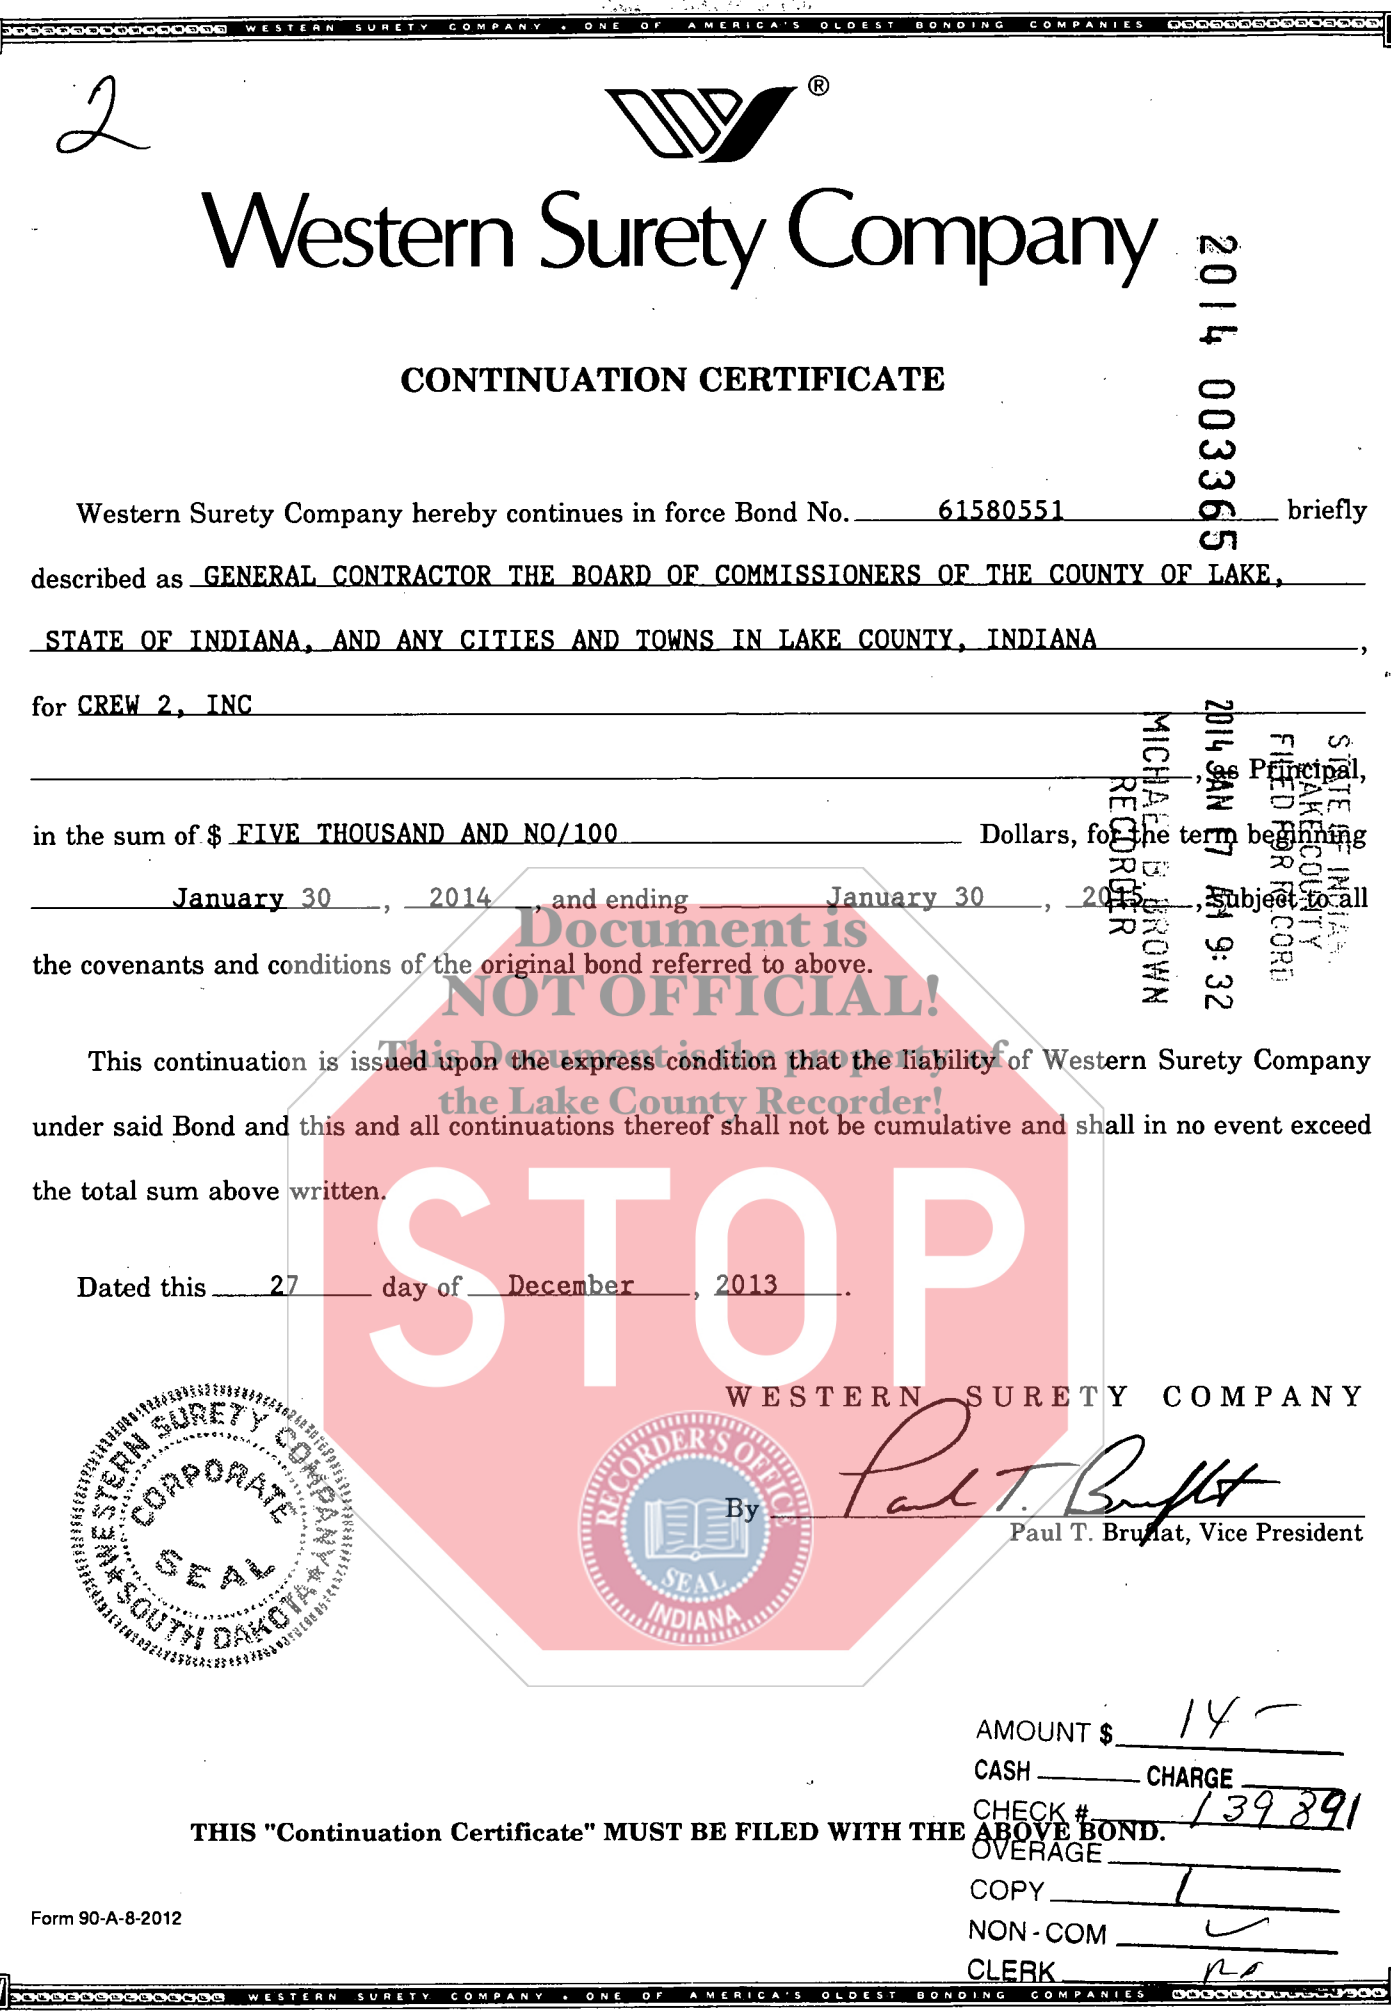 WESTERN SURETY COMPANY • ONE OF AMERICA'S OLDEST BONDING COMPANIES
2
®
Western Surety Company
2014 003365
CONTINUATION CERTIFICATE
Western Surety Company hereby continues in force Bond No. 61580551 briefly
described as GENERAL CONTRACTOR THE BOARD OF COMMISSIONERS OF THE COUNTY OF LAKE,
STATE OF INDIANA, AND ANY CITIES AND TOWNS IN LAKE COUNTY, INDIANA,
for CREW 2, INC
, as Principal,
in the sum of $ FIVE THOUSAND AND NO/100 Dollars, for the term beginning
January 30, 2014, and ending January 30, 2015, subject to all
the covenants and conditions of the original bond referred to above.
STATE OF INDIANA
LAKE COUNTY
FILED FOR RECORD
2014 JAN 17 AM 9:32
MICHAEL B. BROWN
RECORDER
Document is
NOT OFFICIAL!
This Document is the property of
the Lake County Recorder!
STOP
This continuation is issued upon the express condition that the liability of Western Surety Company
under said Bond and this and all continuations thereof shall not be cumulative and shall in no event exceed
the total sum above written.
Dated this 27 day of December, 2013.
WESTERN SURETY COMPANY
By Paul T. Bruflat
Paul T. Bruflat, Vice President
WESTERN SURETY COMPANY
SOUTH DAKOTA
CORPORATE
SEAL
RECORDER'S OFFICE
SEAL
INDIANA
AMOUNT $ 14 -
CASH CHARGE
CHECK # 139891
THIS "Continuation Certificate" MUST BE FILED WITH THE ABOVE BOND.
OVERAGE
COPY 1
NON-COM ✓
CLERK
Form 90-A-8-2012
WESTERN SURETY COMPANY • ONE OF AMERICA'S OLDEST BONDING COMPANIES